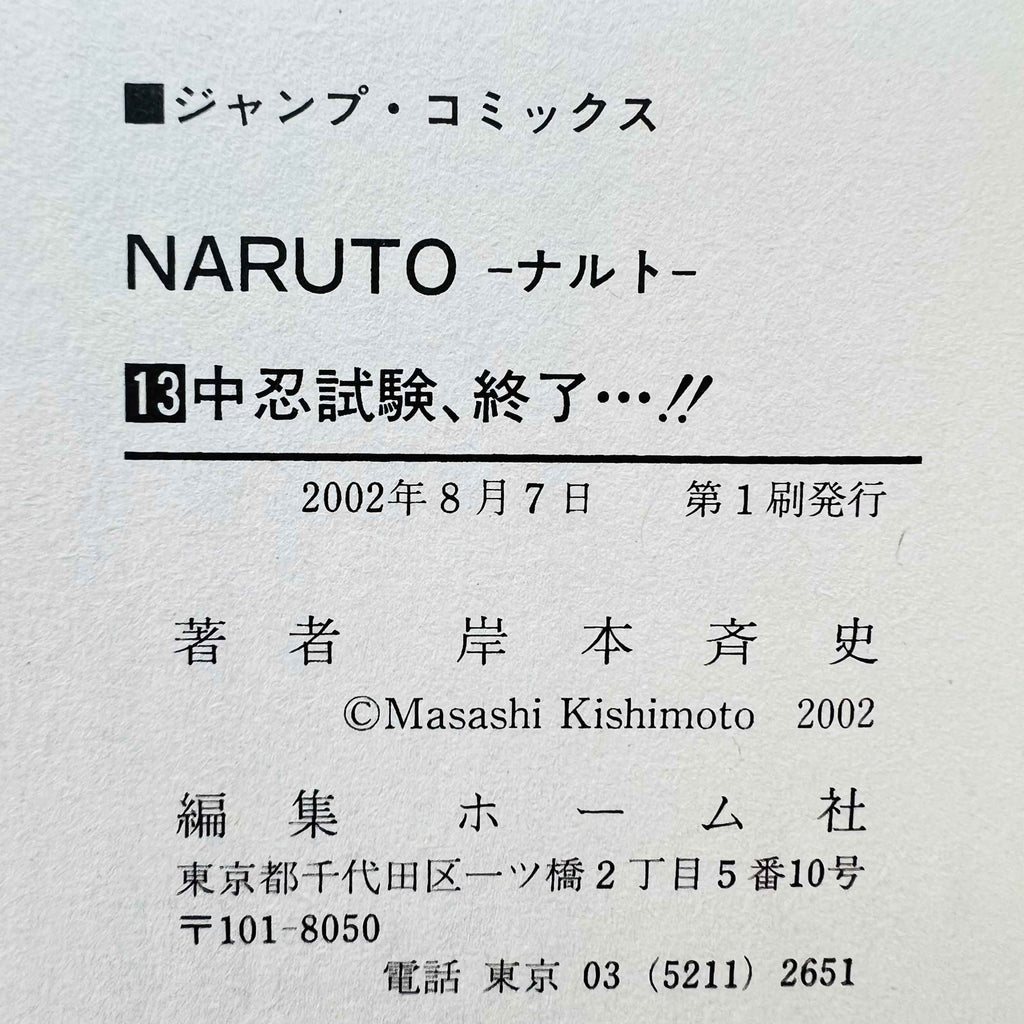 ■ジャンプ・コミックス
NARUTO -ナルト-
13中忍試験、終了…!!
2002年8月7日　第1刷発行
著者　岸本斉史
©Masashi Kishimoto 2002
編集　ホーム社
東京都千代田区一ツ橋2丁目5番10号
〒101-8050
電話 東京 03 (5211) 2651